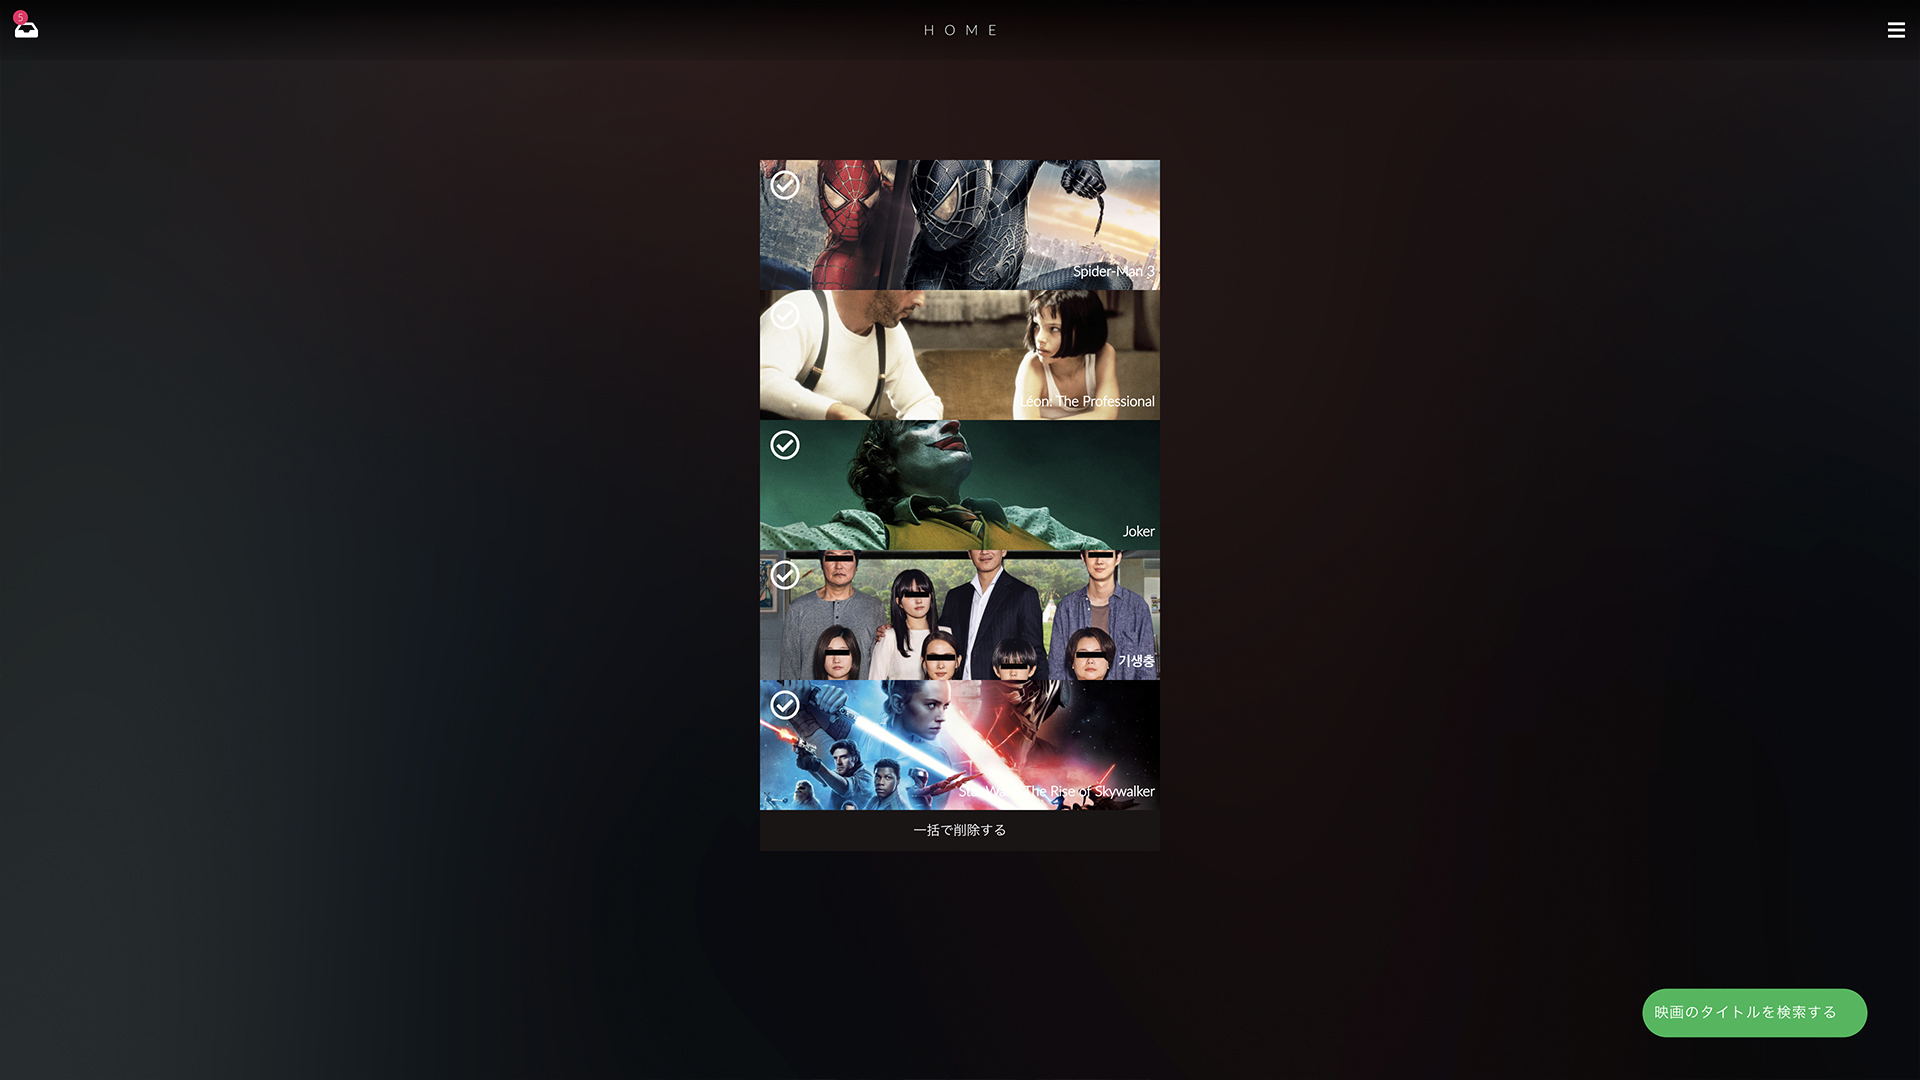 5
HOME
Spider-Man 3
Léon: The Professional
Joker
기생충
Star Wars: The Rise of Skywalker
一括で削除する
映画のタイトルを検索する